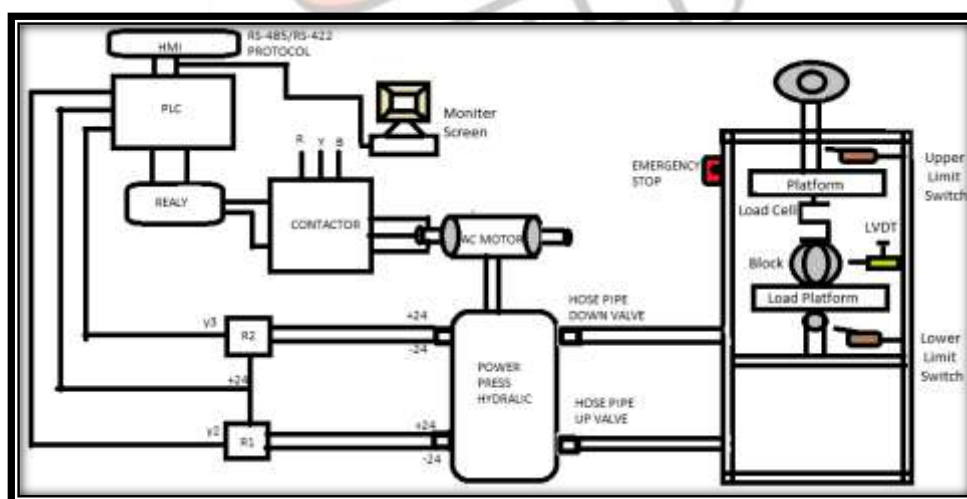 HMI
RS-485/RS-422
PROTOCOL
PLC
Moniter
Screen
R Y B
REALY
CONTACTOR
AC MOTOR
EMERGENCY
STOP
Upper
Limit
Switch
Platform
Load Cell
LVDT
Block
Load Platform
Lower
Limit
Switch
HOSE PIPE
DOWN VALVE
y3
R2
+24
-24
+24
POWER
PRESS
HYDRALIC
HOSE PIPE
UP VALVE
y2
R1
+24
-24